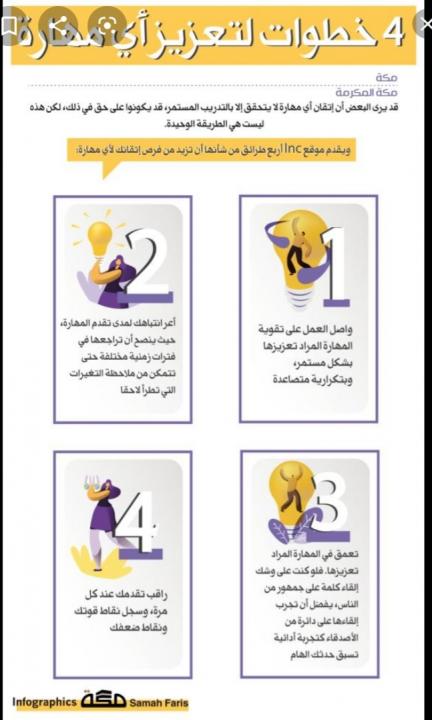 4 خطوات لتعزيز أي مهارة
مكة
مكة المكرمة
قد يرى البعض أن إتقان أي مهارة لا يتحقق إلا بالتدريب المستمر، قد يكونوا على حق في ذلك، لكن هذه
ليست هي الطريقة الوحيدة.
ويقدم موقع Inc أربع طرائق من شأنها أن تزيد من فرص إتقانك لأي مهارة:
1
واصل العمل على تقوية
المهارة المراد تعزيزها
بشكل مستمر،
وبتكرارية متصاعدة
2
أعر انتباهك لمدى تقدم المهارة،
حيث ينصح أن تراجعها في
فترات زمنية مختلفة حتى
تتمكن من ملاحظة التغيرات
التي تطرأ لاحقا
3
تعمق في المهارة المراد
تعزيزها. فلو كنت على وشك
إلقاء كلمة على جمهور من
الناس، يفضل أن تجرب
إلقاءها على دائرة من
الأصدقاء كتجربة أدائية
تسبق حدثك الهام
4
راقب تقدمك عند كل
مرة، وسجل نقاط قوتك
ونقاط ضعفك
Infographics مكة Samah Faris